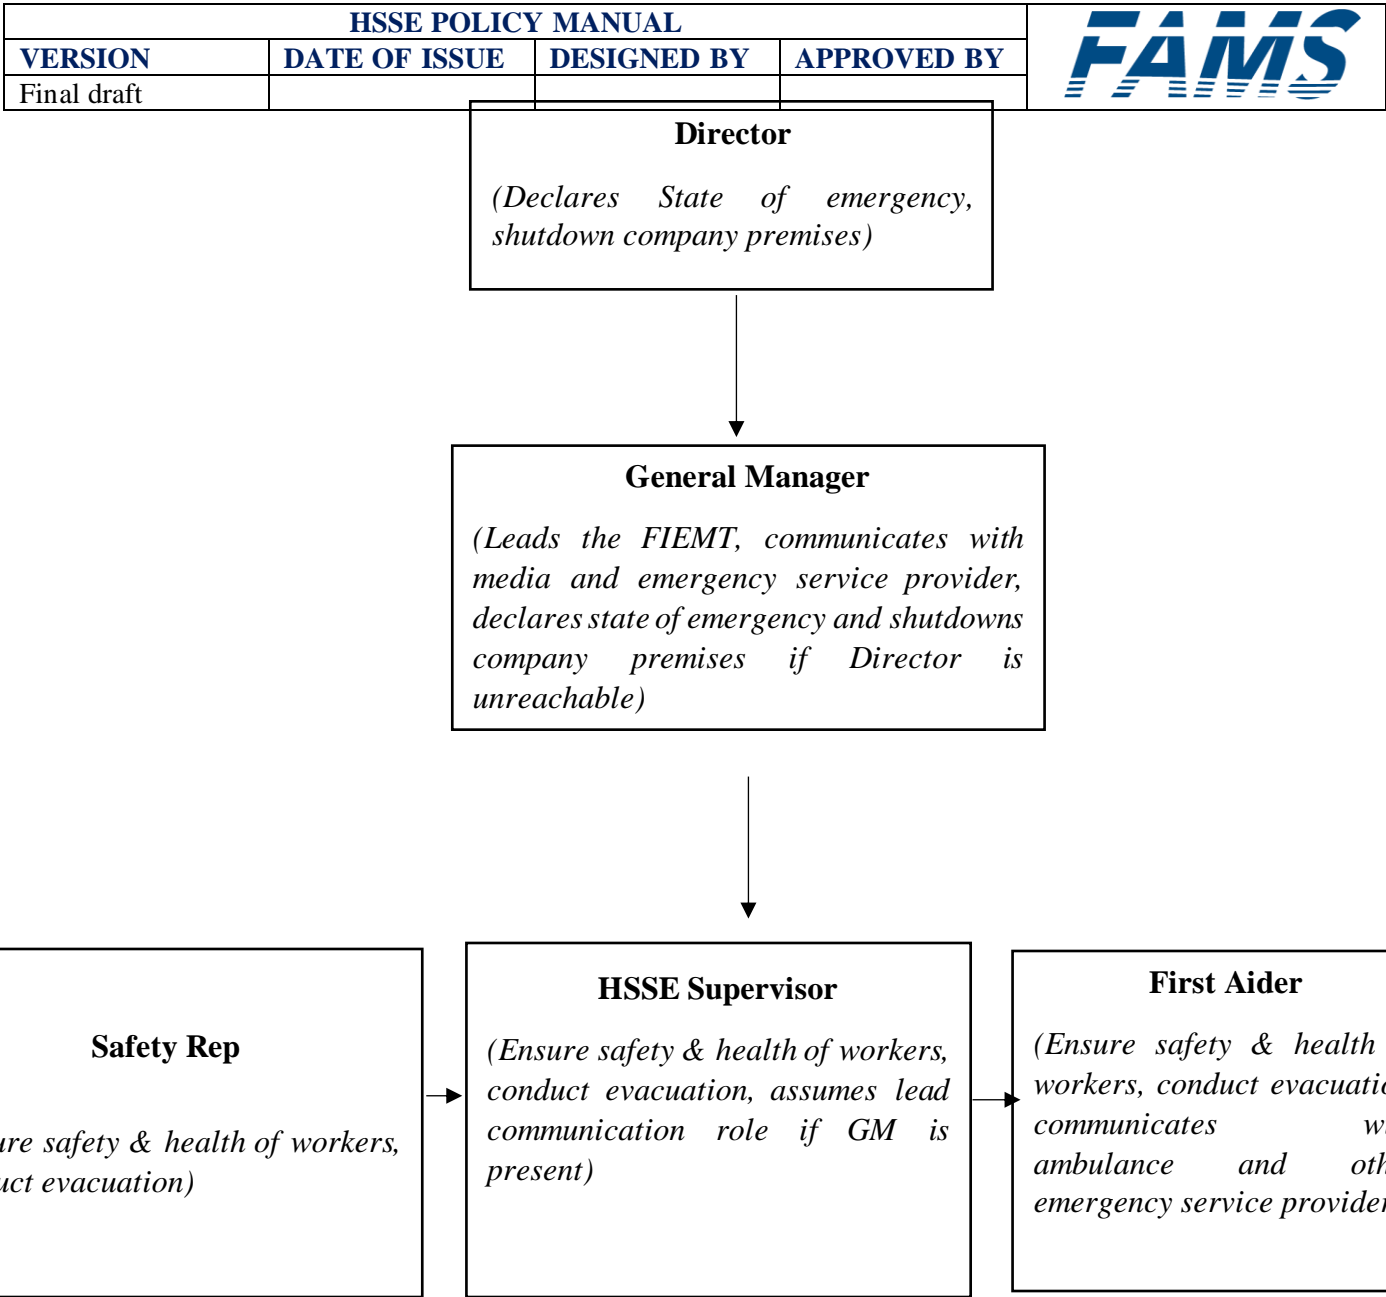 HSSE POLICY MANUAL
VERSION DATE OF ISSUE DESIGNED BY APPROVED BY
Final draft
FAMS
Director
(Declares State of emergency,
shutdown company premises)
General Manager
(Leads the FIEMT, communicates with
media and emergency service provider,
declares state of emergency and shutdowns
company premises if Director is
unreachable)
Safety Rep
safety & health of workers,
evacuation)
HSSE Supervisor
(Ensure safety & health of workers,
conduct evacuation, assumes lead
communication role if GM is
present)
First Aider
(Ensure safety & health
workers, conduct
communicates
ambulance and
emergency service